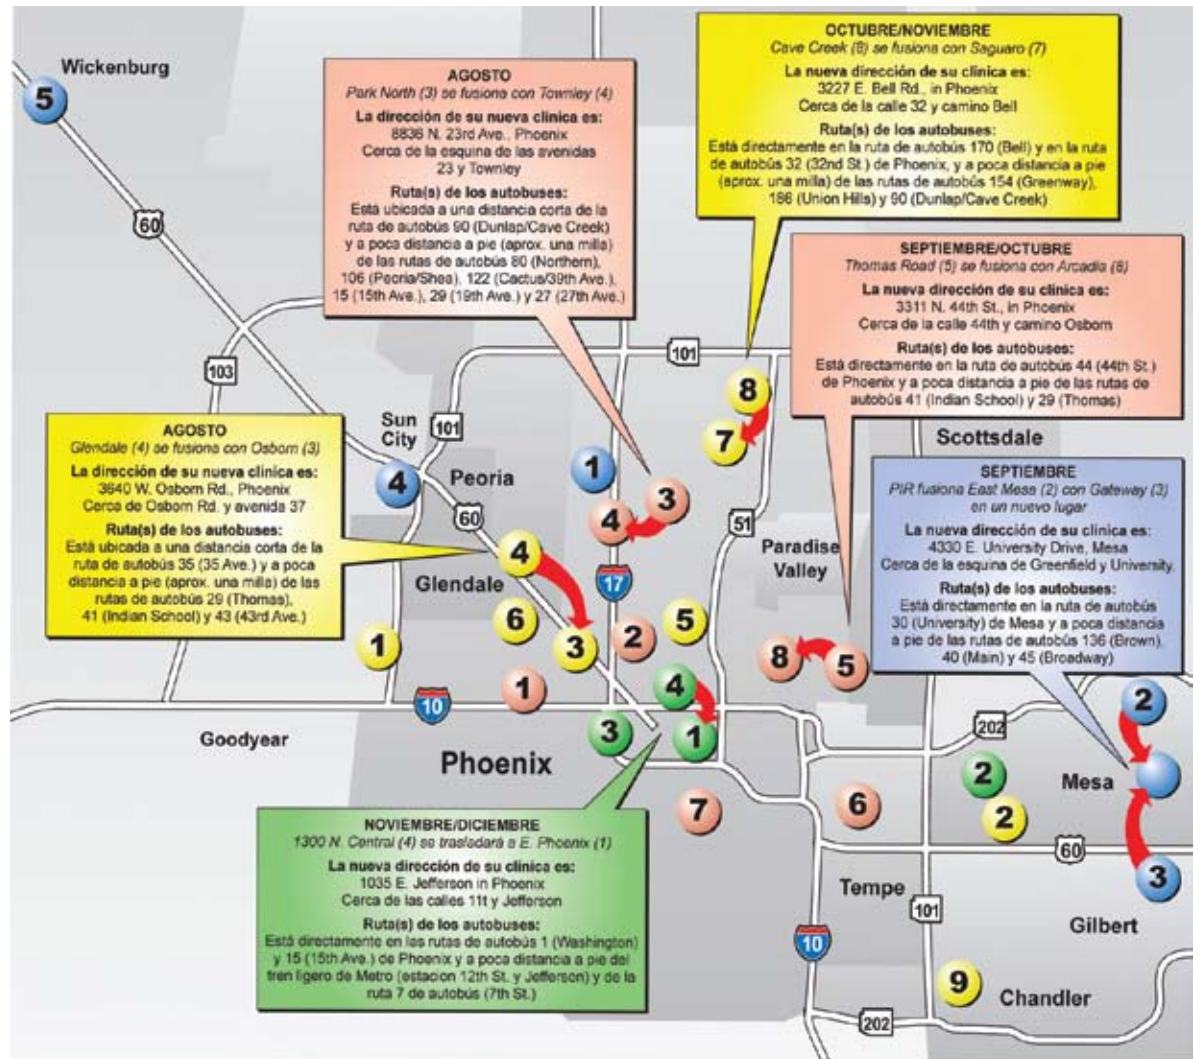 Wickenburg
5
60
AGOSTO
Park North (3) se fusiona con Townley (4)
La dirección de su nueva clinica es:
8836 N. 23rd Ave., Phoenix
Cerca de la esquina de las avenidas
23 y Townley
Ruta(s) de los autobuses:
Está ubicada a una distancia corta de la
ruta de autobús 90 (Dunlap/Cave Creek)
y a poca distancia a pie (aprox. una milla)
de las rutas de autobús 80 (Northern),
106 (Peoria/Shea), 122 (Cactus/39th Ave.),
15 (15th Ave.), 29 (19th Ave.) y 27 (27th Ave.)
OCTUBRE/NOVIEMBRE
Cave Creek (8) se fusiona con Saguaro (7)
La nueva dirección de su clinica es:
3227 E. Bell Rd., in Phoenix
Cerca de la calle 32 y camino Bell
Ruta(s) de los autobuses:
Está directamente en la ruta de autobús 170 (Bell) y en la ruta
de autobús 32 (32nd St.) de Phoenix, y a poca distancia a pie
(aprox. una milla) de las rutas de autobús 154 (Greenway),
186 (Union Hills) y 90 (Dunlap/Cave Creek)
SEPTIEMBRE/OCTUBRE
Thomas Road (5) se fusiona con Arcadia (8)
La nueva dirección de su clinica es:
3311 N. 44th St., in Phoenix
Cerca de la calle 44th y camino Osborn
Ruta(s) de los autobuses:
Está directamente en la ruta de autobús 44 (44th St.)
de Phoenix y a poca distancia a pie de las rutas de
autobús 41 (Indian School) y 29 (Thomas)
103
101
8
7
Sun
City
101
4
Peoria
60
1
3
4
51
Scottsdale
Paradise
Valley
AGOSTO
Glendale (4) se fusiona con Osborn (3)
La dirección de su nueva clinica es:
3640 W. Osborn Rd., Phoenix
Cerca de Osborn Rd. y avenida 37
Ruta(s) de los autobuses:
Está ubicada a una distancia corta de la
ruta de autobús 35 (35 Ave.) y a poca
distancia a pie (aprox. una milla) de las
rutas de autobús 29 (Thomas),
41 (Indian School) y 43 (43rd Ave.)
SEPTIEMBRE
PIR fusiona East Mesa (2) con Gateway (3)
en un nuevo lugar
La nueva dirección de su clinica es:
4330 E. University Drive, Mesa
Cerca de la esquina de Greenfield y University.
Ruta(s) de los autobuses:
Está directamente en la ruta de autobús
30 (University) de Mesa y a poca distancia
a pie de las rutas de autobús 136 (Brown),
40 (Main) y 45 (Broadway)
4
Glendale
17
6
1
3
2
5
8
5
1
4
10
Goodyear
3
1
Phoenix
202
2
2
Mesa
2
7
6
60
3
Tempe
101
Gilbert
10
9
Chandler
202
NOVIEMBRE/DICIEMBRE
1300 N. Central (4) se trasladará a E. Phoenix (1)
La nueva dirección de su clinica es:
1035 E. Jefferson in Phoenix
Cerca de las calles 11t y Jefferson
Ruta(s) de los autobuses:
Está directamente en las rutas de autobús 1 (Washington)
y 15 (15th Ave.) de Phoenix y a poca distancia a pie del
tren ligero de Metro (estacion 12th St. y Jefferson) y de la
ruta 7 de autobús (7th St.)